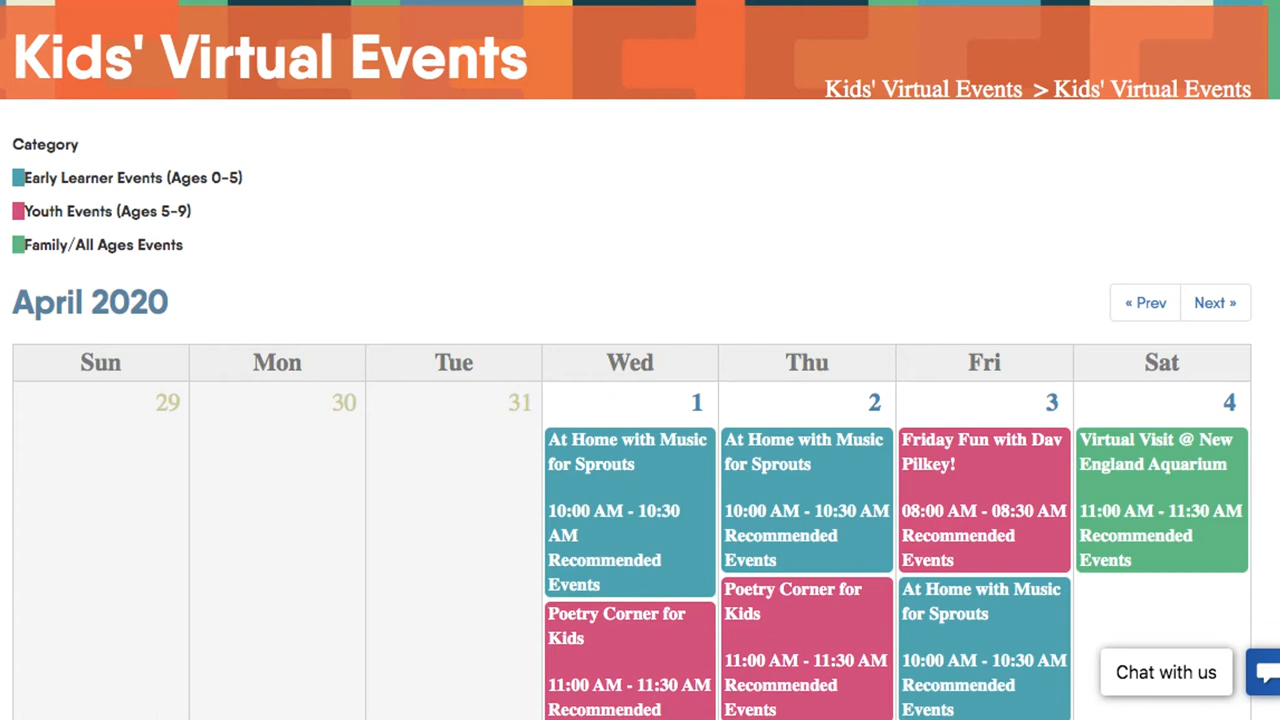 Kids' Virtual Events
Kids' Virtual Events > Kids' Virtual Events
Category
Early Learner Events (Ages 0-5)
Youth Events (Ages 5-9)
Family/All Ages Events
April 2020
« Prev
Next »
Sun
Mon
Tue
Wed
Thu
Fri
Sat
29
30
31
1
At Home with Music
for Sprouts
10:00 AM - 10:30
AM
Recommended
Events
Poetry Corner for
Kids
11:00 AM - 11:30 AM
Recommended
2
At Home with Music
for Sprouts
10:00 AM - 10:30 AM
Recommended
Events
Poetry Corner for
Kids
11:00 AM - 11:30 AM
Recommended
Events
3
Friday Fun with Dav
Pilkey!
08:00 AM - 08:30 AM
Recommended
Events
At Home with Music
for Sprouts
10:00 AM - 10:30 AM
Recommended
Events
4
Virtual Visit @ New
England Aquarium
11:00 AM - 11:30 AM
Recommended
Events
Chat with us